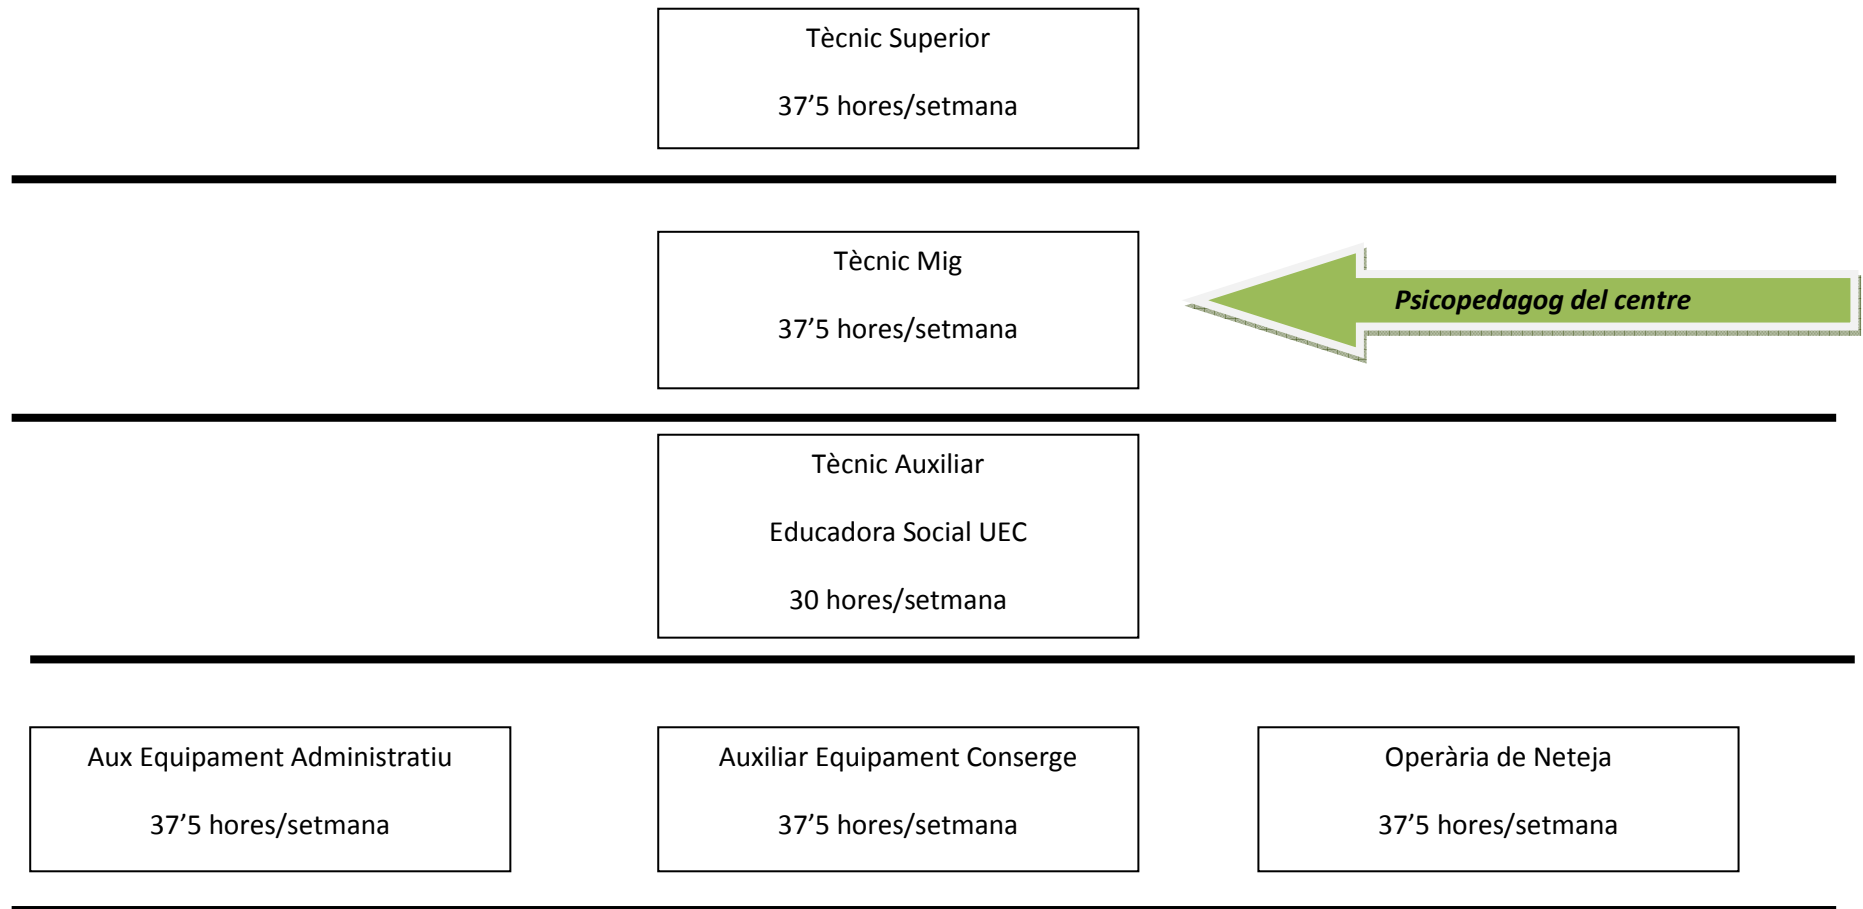 Tècnic Superior
37’5 hores/setmana
Tècnic Mig
37’5 hores/setmana
Psicopedagog del centre
Tècnic Auxiliar
Educadora Social UEC
30 hores/setmana
Aux Equipament Administratiu
37’5 hores/setmana
Auxiliar Equipament Conserge
37’5 hores/setmana
Operària de Neteja
37’5 hores/setmana